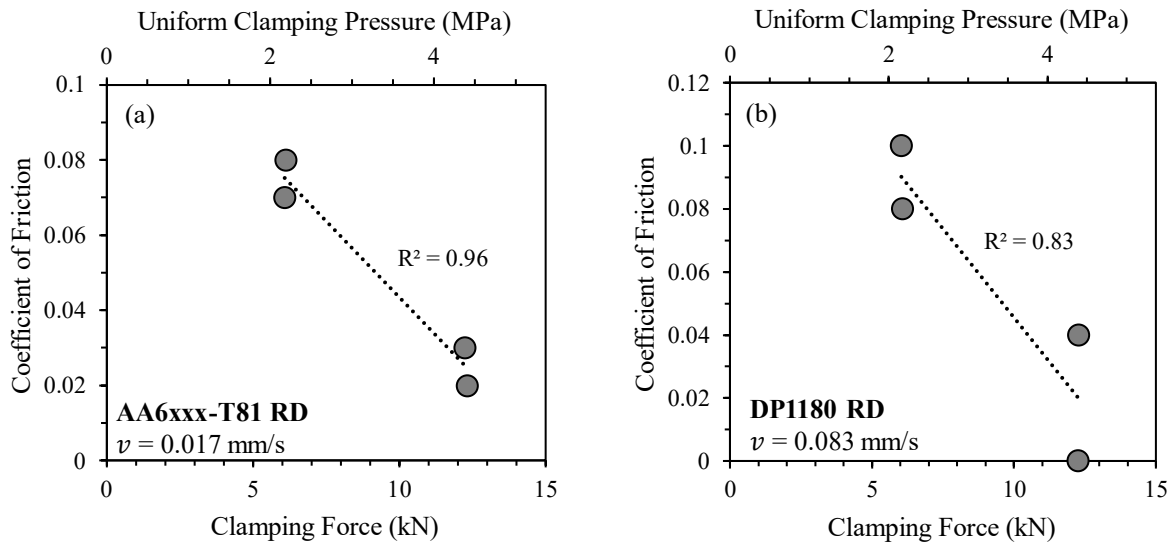 Uniform Clamping Pressure (MPa)
0 2 4
0.1
0.08
0.06
0.04
0.02
0
Coefficient of Friction
(a)
R² = 0.96
AA6xxx-T81 RD
v = 0.017 mm/s
0 5 10 15
Clamping Force (kN)
Uniform Clamping Pressure (MPa)
0 2 4
0.12
0.1
0.08
0.06
0.04
0.02
0
Coefficient of Friction
(b)
R² = 0.83
DP1180 RD
v = 0.083 mm/s
0 5 10 15
Clamping Force (kN)